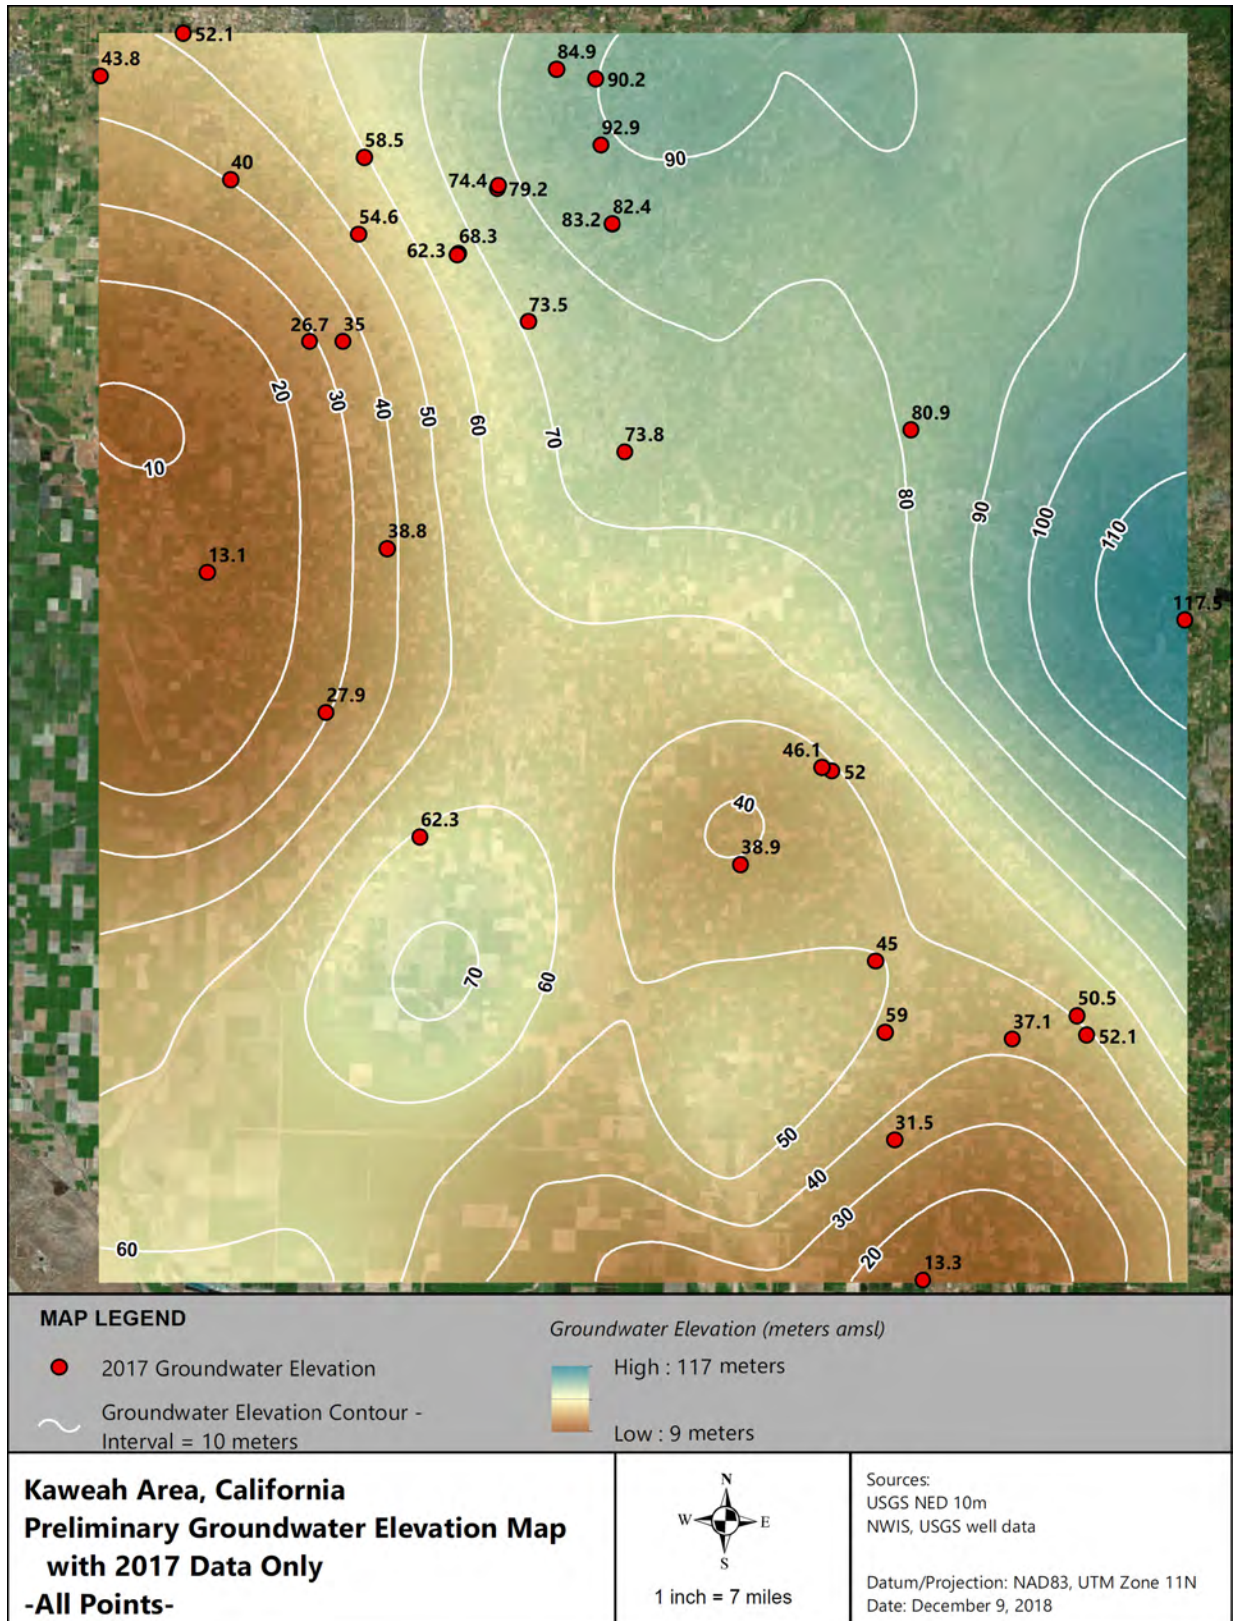 52.1
43.8
84.9
90.2
92.9
90
58.5
40
74.4
79.2
54.6
82.4
83.2
68.3
62.3
73.5
26.7
35
20
30
40
50
60
70
80.9
73.8
10
80
90
100
110
38.8
13.1
117.5
27.9
46.1
52
40
62.3
38.9
45
70
60
50.5
59
37.1
52.1
50
31.5
40
30
20
60
13.3
MAP LEGEND
2017 Groundwater Elevation
Groundwater Elevation Contour -
Interval = 10 meters
Groundwater Elevation (meters amsl)
High : 117 meters
Low : 9 meters
Kaweah Area, California
Preliminary Groundwater Elevation Map
with 2017 Data Only
-All Points-
N
W E
S
1 inch = 7 miles
Sources:
USGS NED 10m
NWIS, USGS well data
Datum/Projection: NAD83, UTM Zone 11N
Date: December 9, 2018